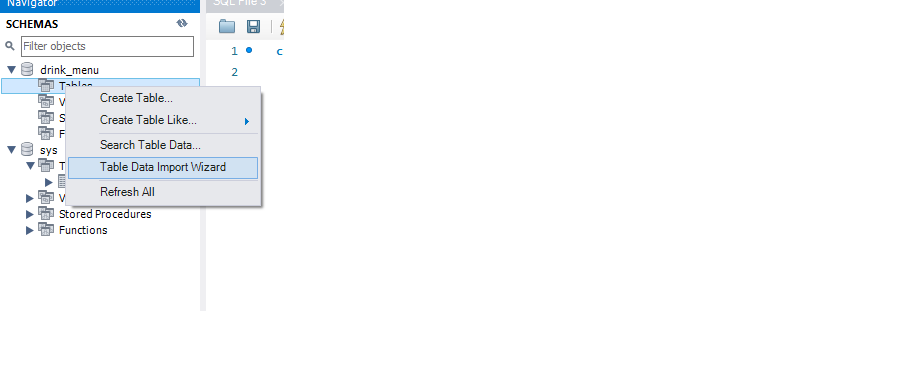 Navigator
SQL File 3
SCHEMAS
Filter objects
1
c
2
drink_menu
Tables
V
S
F
Create Table...
Create Table Like...
Search Table Data...
Table Data Import Wizard
Refresh All
sys
T
V
Stored Procedures
Functions